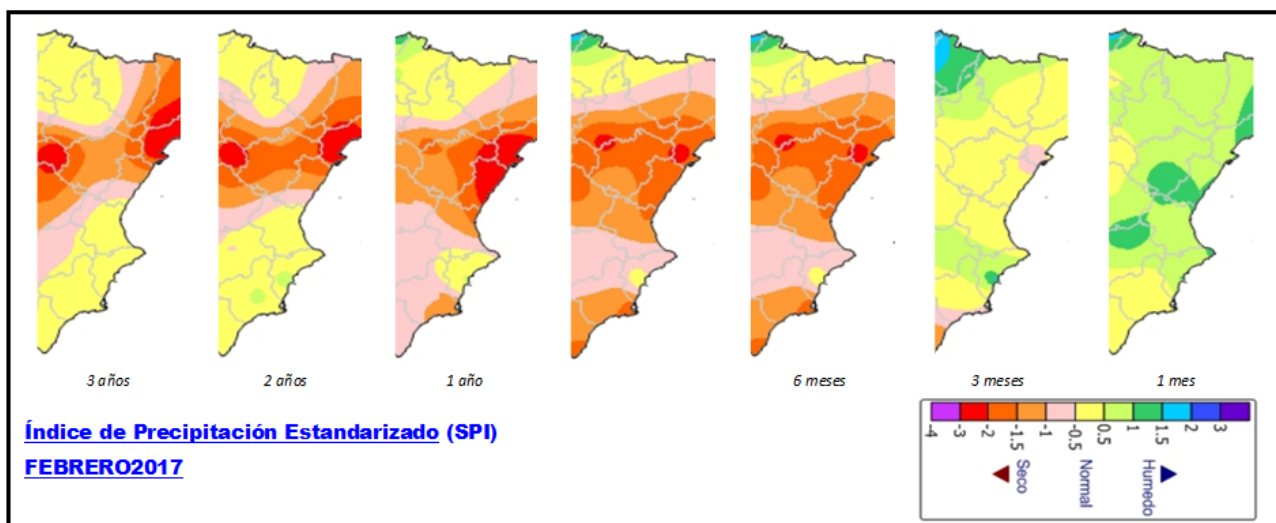 3 años
2 años
1 año
6 meses
3 meses
1 mes
Índice de Precipitación Estandarizado (SPI)
FEBRERO2017
-4 -3 -2 -1.5 -1 -0.5 0.5 1 1.5 2 3
Seco
Normal
Humedo